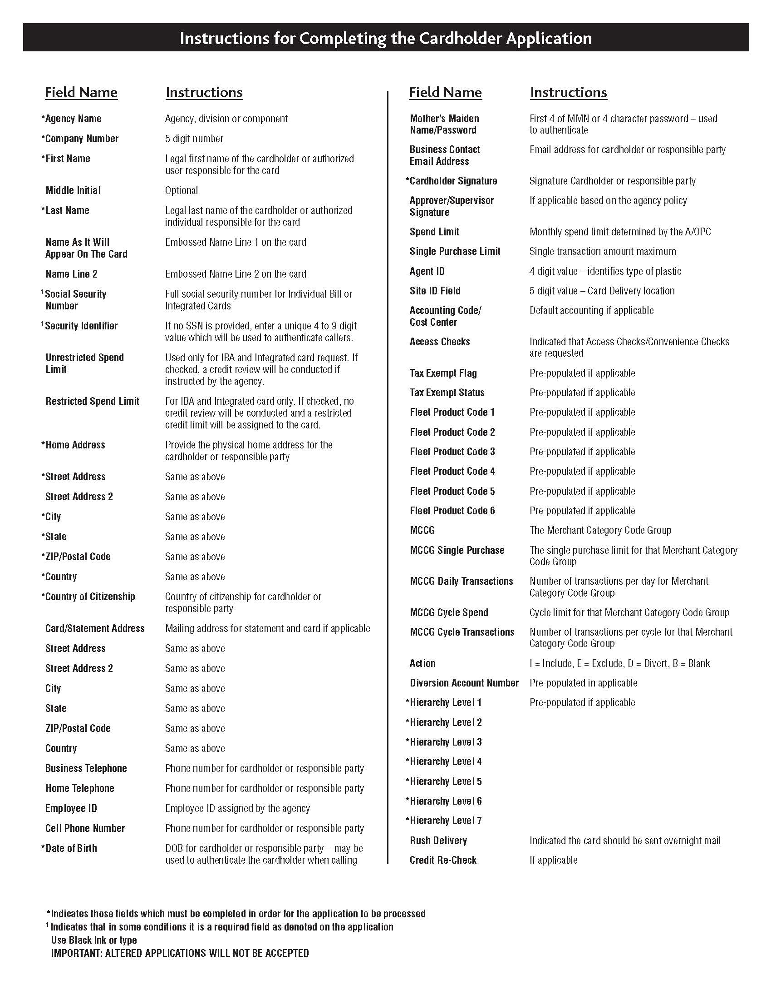 Instructions for Completing the Cardholder Application
Field Name Instructions
*Agency Name Agency, division or component
*Company Number 5 digit number
*First Name Legal first name of the cardholder or authorized
user responsible for the card
Middle Initial Optional
*Last Name Legal last name of the cardholder or authorized
individual responsible for the card
Name As It Will Embossed Name Line 1 on the card
Appear On The Card
Name Line 2 Embossed Name Line 2 on the card
¹ Social Security Full social security number for Individual Bill or
Number Integrated Cards
¹ Security Identifier If no SSN is provided, enter a unique 4 to 9 digit
value which will be used to authenticate callers.
Unrestricted Spend Used only for IBA and Integrated card request. If
Limit checked, a credit review will be conducted if
instructed by the agency.
Restricted Spend Limit For IBA and Integrated card only. If checked, no
credit review will be conducted and a restricted
credit limit will be assigned to the card.
*Home Address Provide the physical home address for the
cardholder or responsible party
*Street Address Same as above
Street Address 2 Same as above
*City Same as above
*State Same as above
*ZIP/Postal Code Same as above
*Country Same as above
*Country of Citizenship Country of citizenship for cardholder or
responsible party
Card/Statement Address Mailing address for statement and card if applicable
Street Address Same as above
Street Address 2 Same as above
City Same as above
State Same as above
ZIP/Postal Code Same as above
Country Same as above
Business Telephone Phone number for cardholder or responsible party
Home Telephone Phone number for cardholder or responsible party
Employee ID Employee ID assigned by the agency
Cell Phone Number Phone number for cardholder or responsible party
*Date of Birth DOB for cardholder or responsible party – may be
used to authenticate the cardholder when calling
Field Name Instructions
Mother's Maiden First 4 of MMN or 4 character password – used
Name/Password to authenticate
Business Contact Email address for cardholder or responsible party
Email Address
*Cardholder Signature Signature Cardholder or responsible party
Approver/Supervisor If applicable based on the agency policy
Signature
Spend Limit Monthly spend limit determined by the A/OPC
Single Purchase Limit Single transaction amount maximum
Agent ID 4 digit value – identifies type of plastic
Site ID Field 5 digit value – Card Delivery location
Accounting Code/ Default accounting if applicable
Cost Center
Access Checks Indicated that Access Checks/Convenience Checks
are requested
Tax Exempt Flag Pre-populated if applicable
Tax Exempt Status Pre-populated if applicable
Fleet Product Code 1 Pre-populated if applicable
Fleet Product Code 2 Pre-populated if applicable
Fleet Product Code 3 Pre-populated if applicable
Fleet Product Code 4 Pre-populated if applicable
Fleet Product Code 5 Pre-populated if applicable
Fleet Product Code 6 Pre-populated if applicable
MCCG The Merchant Category Code Group
MCCG Single Purchase The single purchase limit for that Merchant Category
Code Group
MCCG Daily Transactions Number of transactions per day for Merchant
Category Code Group
MCCG Cycle Spend Cycle limit for that Merchant Category Code Group
MCCG Cycle Transactions Number of transactions per cycle for that Merchant
Category Code Group
Action I = Include, E = Exclude, D = Divert, B = Blank
Diversion Account Number Pre-populated in applicable
*Hierarchy Level 1 Pre-populated if applicable
*Hierarchy Level 2
*Hierarchy Level 3
*Hierarchy Level 4
*Hierarchy Level 5
*Hierarchy Level 6
*Hierarchy Level 7
Rush Delivery Indicated the card should be sent overnight mail
Credit Re-Check If applicable
*Indicates those fields which must be completed in order for the application to be processed
¹ Indicates that in some conditions it is a required field as denoted on the application
Use Black Ink or type
IMPORTANT: ALTERED APPLICATIONS WILL NOT BE ACCEPTED